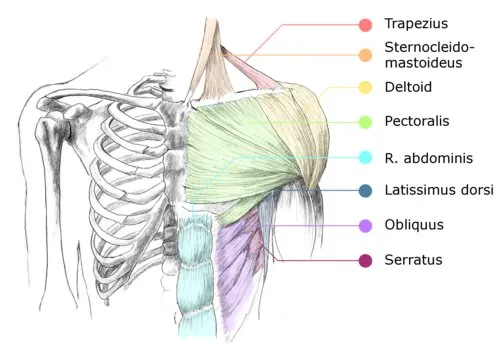 Trapezius
Sternocleido-
mastoideus
Deltoid
Pectoralis
R. abdominis
Latissimus dorsi
Obliquus
Serratus